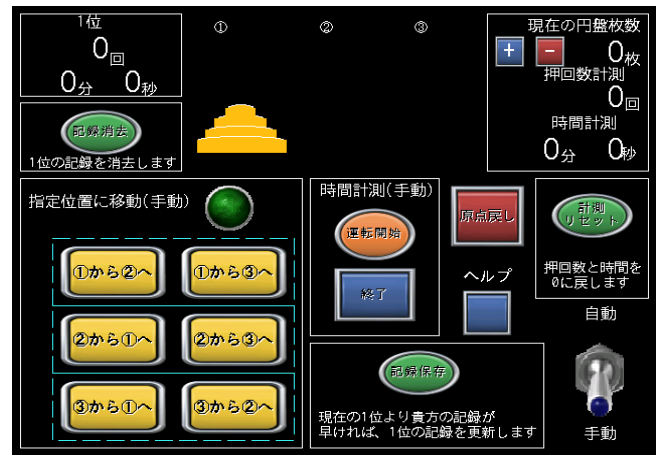 1位
0回
0分 0秒
記録消去
1位の記録を消去します
① ② ③
現在の円盤枚数
+ - 0枚
押回数計測
0回
時間計測
0分 0秒
指定位置に移動(手動)
①から②へ ①から③へ
②から①へ ②から③へ
③から①へ ③から②へ
時間計測(手動)
運転開始
終了
原点戻し
ヘルプ
計測
リセット
押回数と時間を
0に戻します
記録保存
現在の1位より貴方の記録が
早ければ、1位の記録を更新します
自動
手動